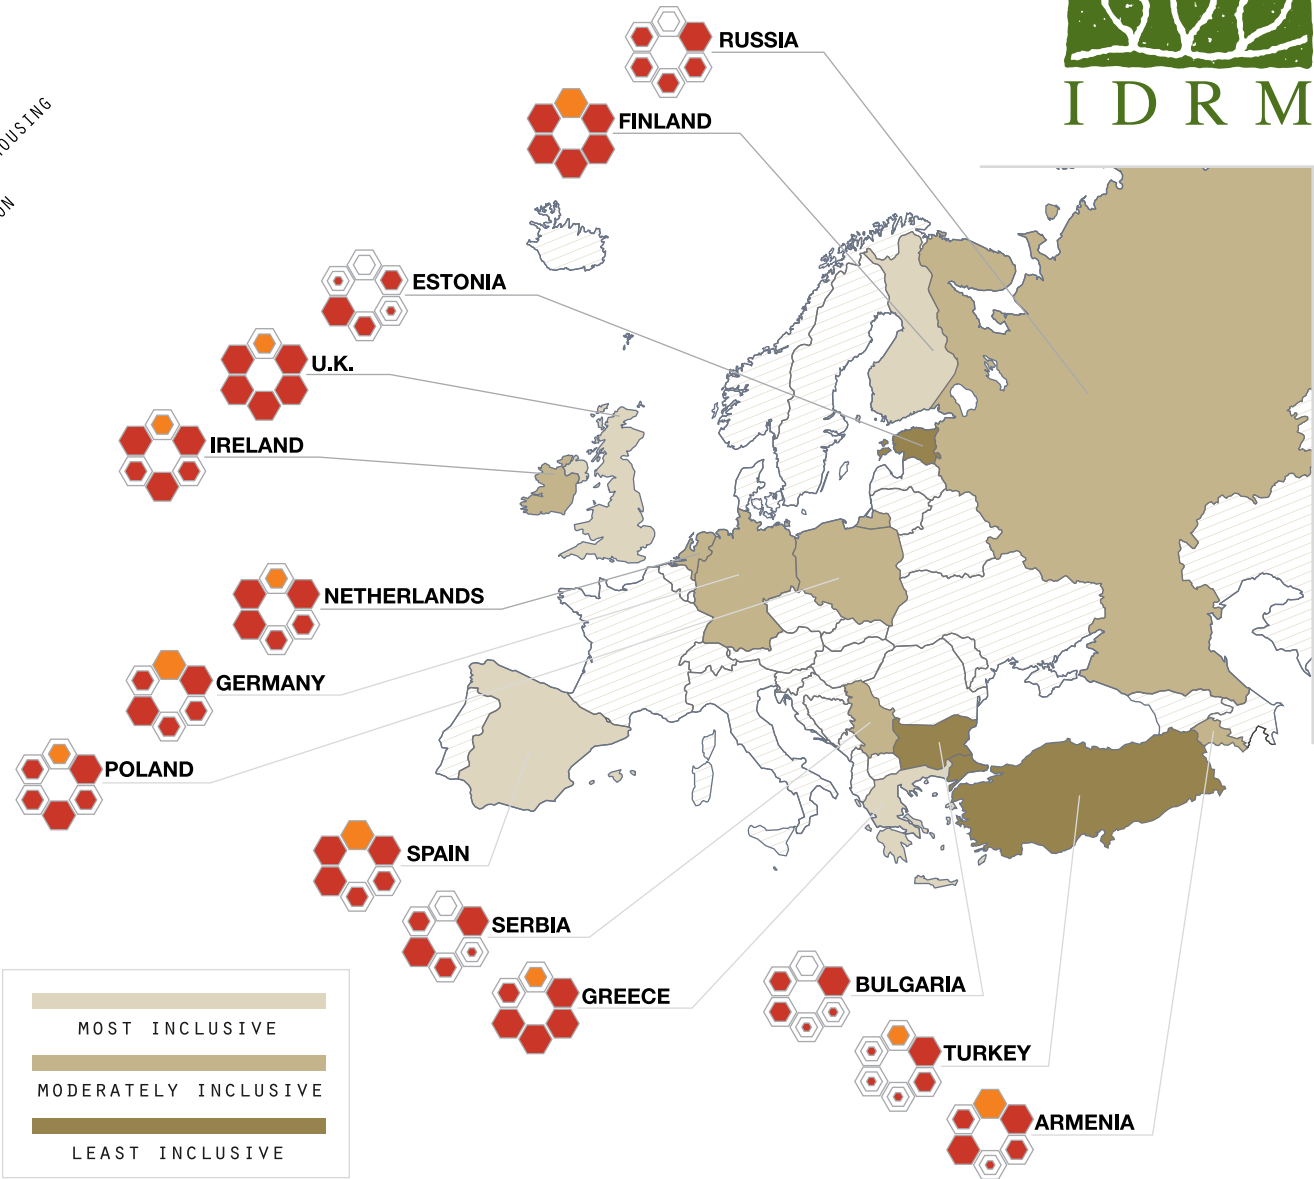 RUSSIA
IDRM
FINLAND
ESTONIA
U.K.
IRELAND
NETHERLANDS
GERMANY
POLAND
SPAIN
SERBIA
GREECE
BULGARIA
TURKEY
ARMENIA
MOST INCLUSIVE
MODERATELY INCLUSIVE
LEAST INCLUSIVE